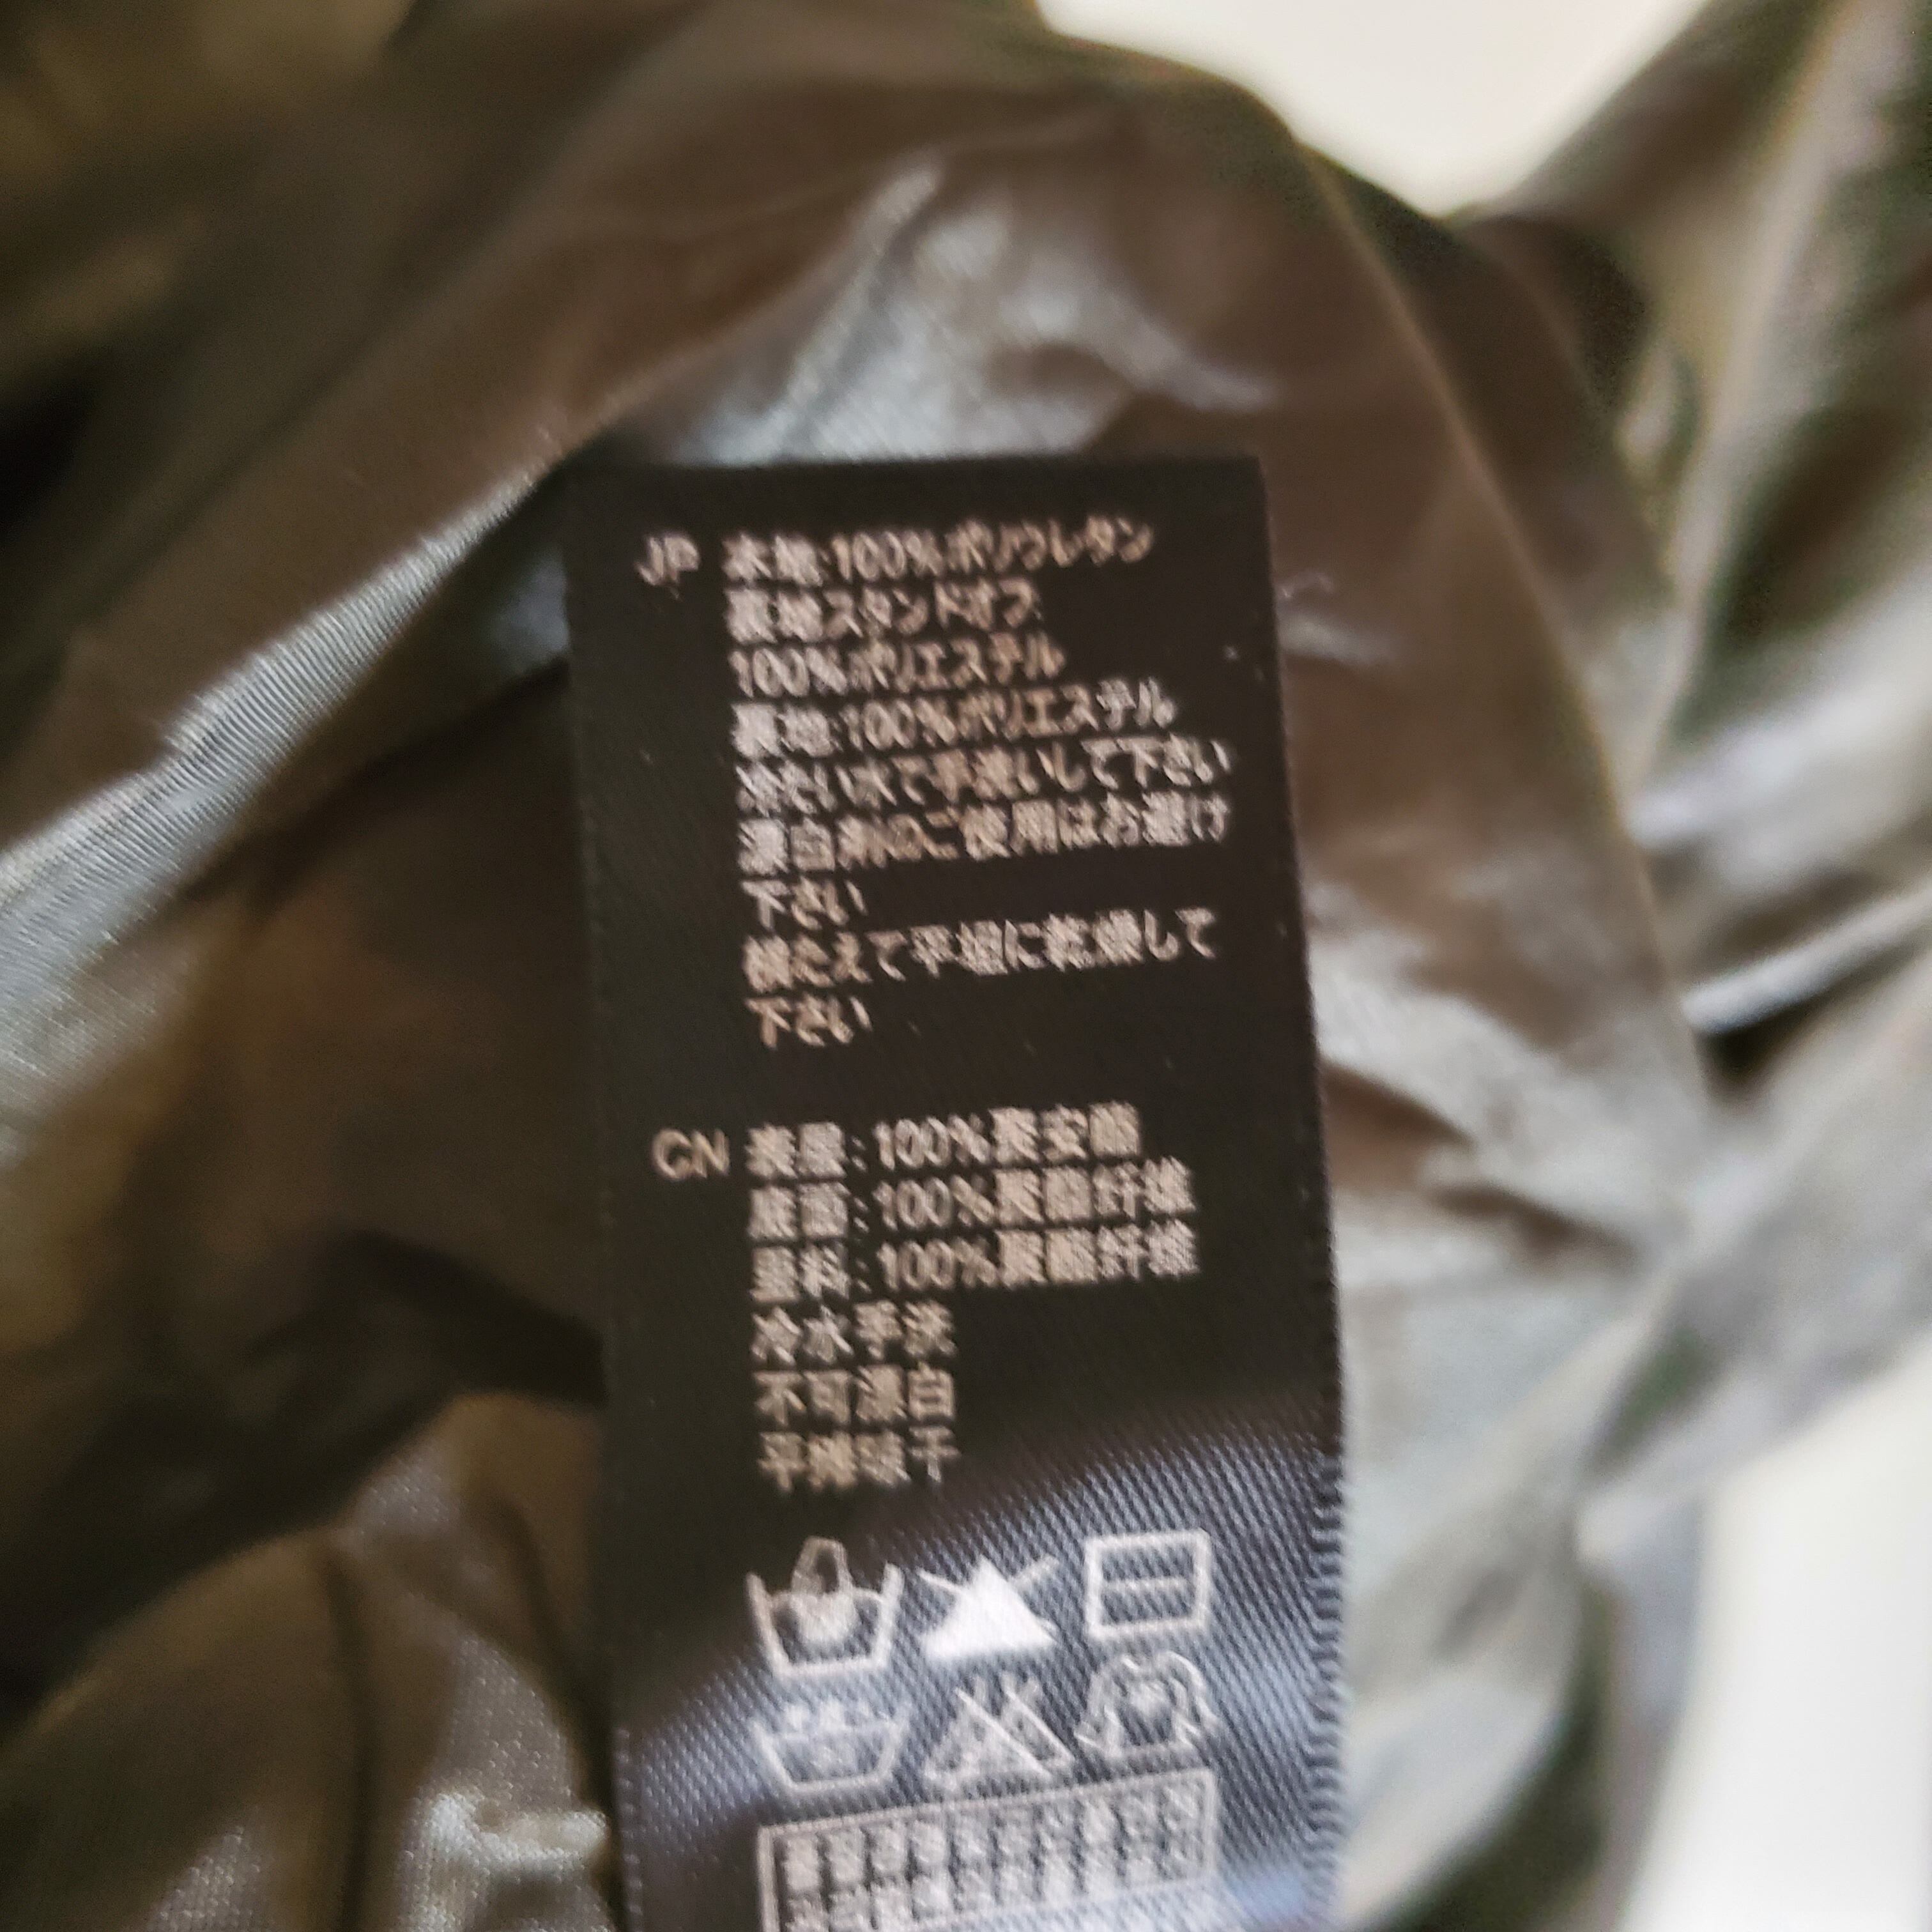 JP 本体:100%ポリウレタン
裏地スタンドオフ
100%ポリエステル
裏地:100%ポリエステル
冷たい水で手洗いして下さい
漂白剤のご使用はお避け
下さい
横たえて平坦に乾燥して
下さい
CN 表层:100%聚安酯
底面:100%聚酯纤维
里料:100%聚酯纤维
冷水手洗
不可漂白
平摊晾干